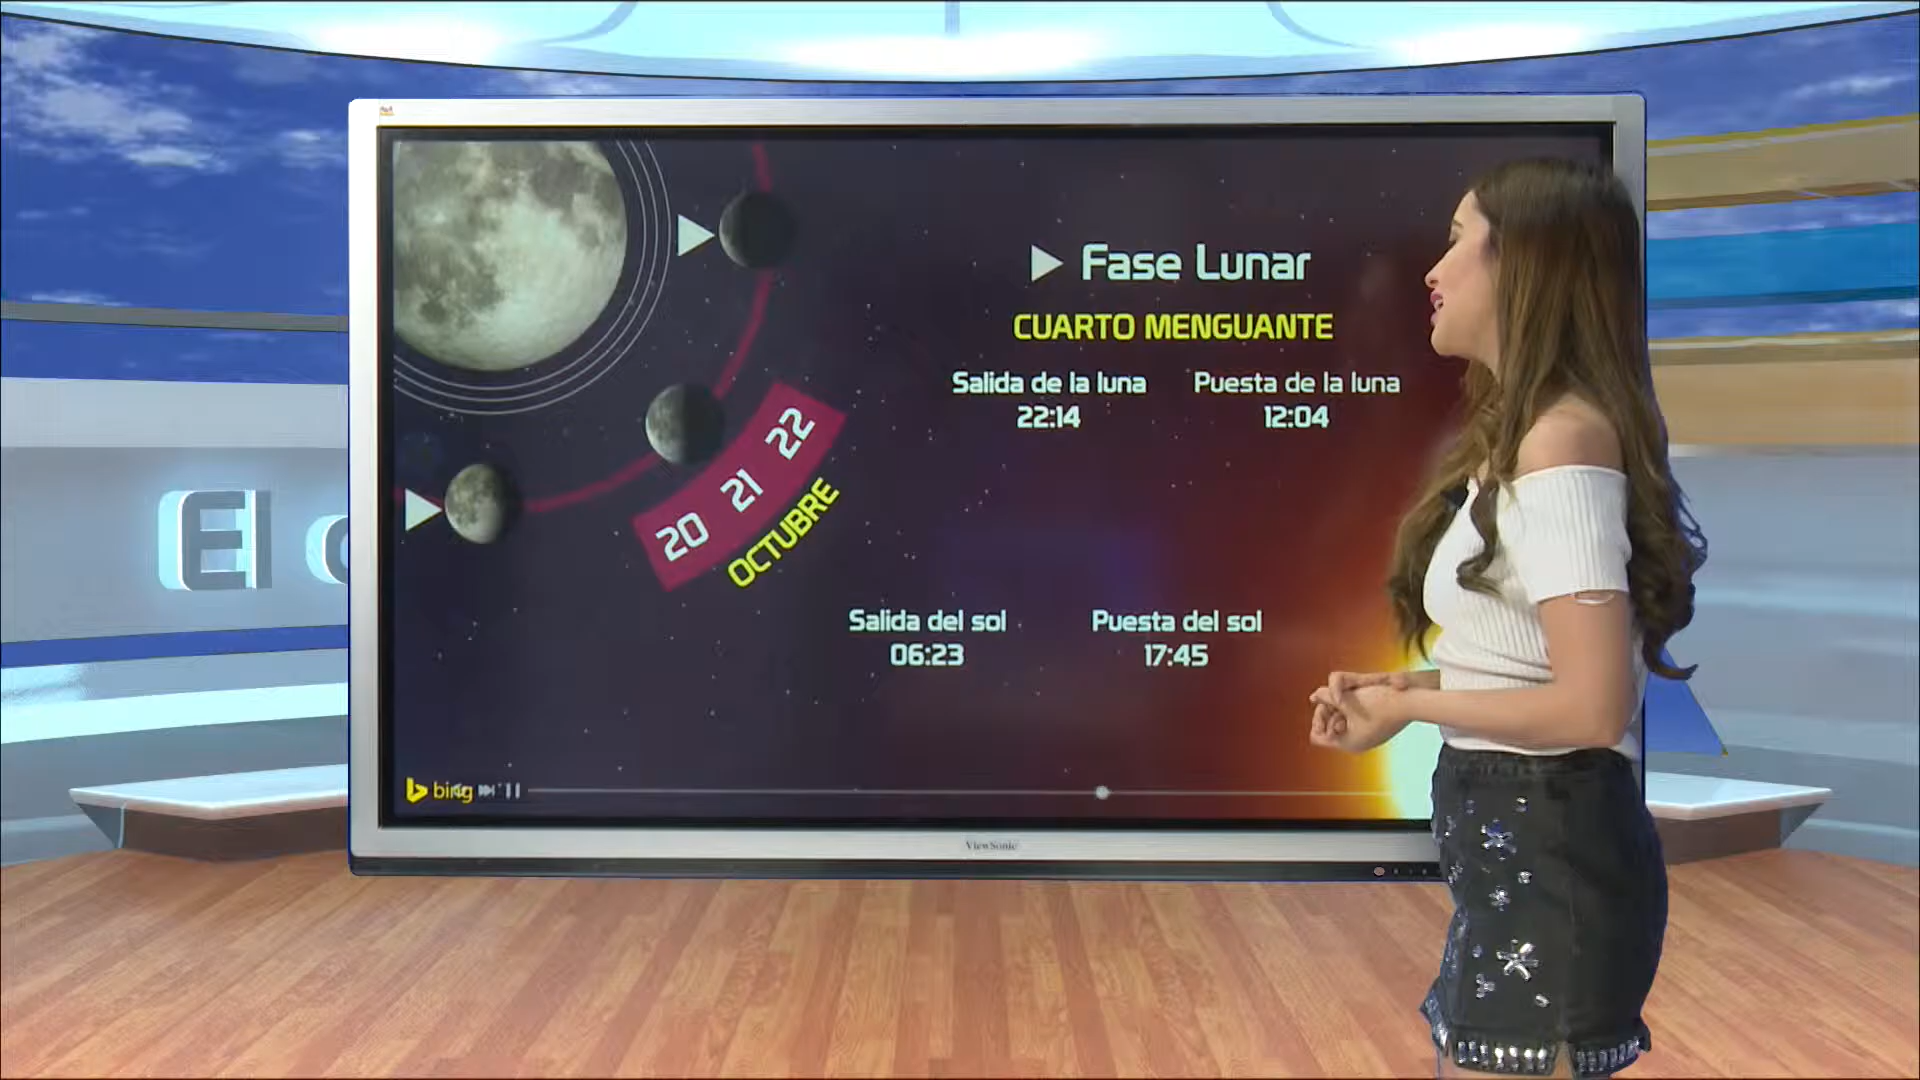 El
Fase Lunar
CUARTO MENGUANTE
Salida de la luna
22:14
Puesta de la luna
12:04
20 21 22
OCTUBRE
Salida del sol
06:23
Puesta del sol
17:45
bing
ViewSonic